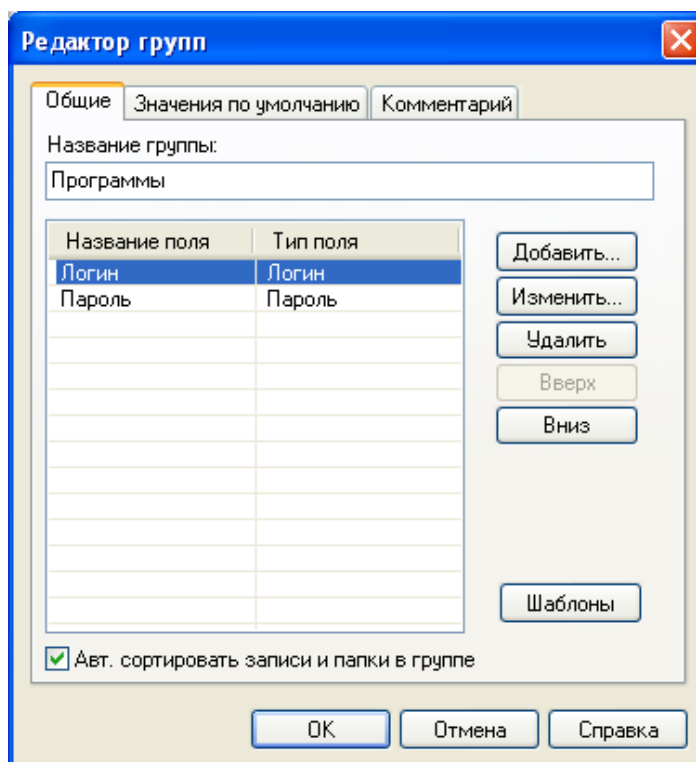 Редактор групп
Общие Значения по умолчанию Комментарий
Название группы:
Программы
Название поля Тип поля
Логин Логин
Пароль Пароль
Добавить...
Изменить...
Удалить
Вверх
Вниз
Шаблоны
Авт. сортировать записи и папки в группе
ОК Отмена Справка